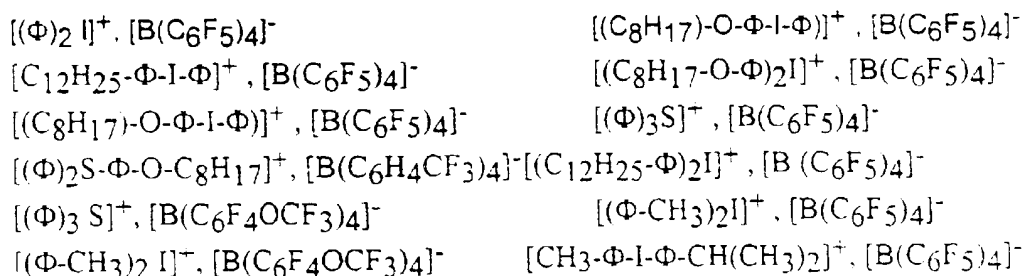 [(Φ)2 I]+, [B(C6F5)4]- [(C8H17)-O-Φ-I-Φ)]+, [B(C6F5)4]-
[C12H25-Φ-I-Φ]+ , [B(C6F5)4]- [(C8H17-O-Φ)2I]+, [B(C6F5)4]-
[(C8H17)-O-Φ-I-Φ)]+ , [B(C6F5)4]- [(Φ)3S]+, [B(C6F5)4]-
[(Φ)2S-Φ-O-C8H17]+, [B(C6H4CF3)4]- [(C12H25-Φ)2I]+, [B (C6F5)4]-
[(Φ)3 S]+, [B(C6F4OCF3)4]- [(Φ-CH3)2I]+, [B(C6F5)4]-
[(Φ-CH3)2 I]+, [B(C6F4OCF3)4]- [CH3-Φ-I-Φ-CH(CH3)2]+, [B(C6F5)4]-